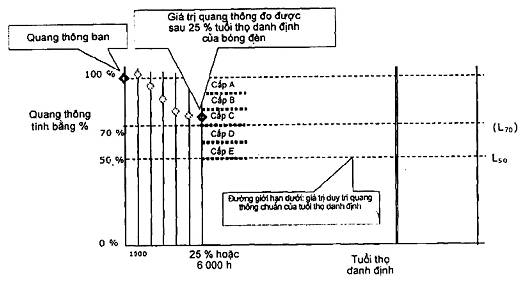 Quang thông ban
Giá trị quang thông đo được
sau 25 % tuổi thọ danh định
của bóng đèn
100 %
Cấp A
Cấp B
Quang thông
tính bằng %
Cấp C
70 %
(L70)
Cấp D
Cấp E
50 %
L50
Đường giới hạn dưới: giá trị duy trì quang
thông chuẩn của tuổi thọ danh định
0 %
1000
25 % hoặc
6 000 h
Tuổi thọ
danh định